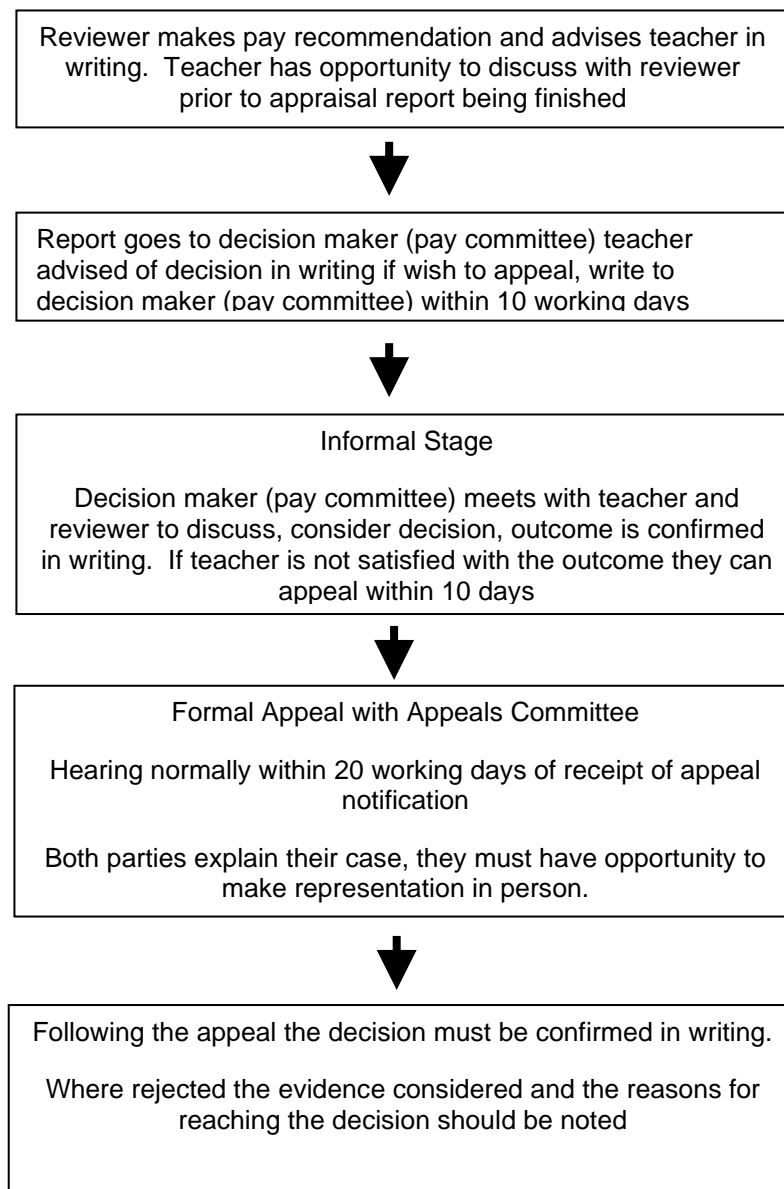 Reviewer makes pay recommendation and advises teacher in
writing.  Teacher has opportunity to discuss with reviewer
prior to appraisal report being finished
Report goes to decision maker (pay committee) teacher
advised of decision in writing if wish to appeal, write to
decision maker (pay committee) within 10 working days
Informal Stage
Decision maker (pay committee) meets with teacher and
reviewer to discuss, consider decision, outcome is confirmed
in writing.  If teacher is not satisfied with the outcome they can
appeal within 10 days
Formal Appeal with Appeals Committee
Hearing normally within 20 working days of receipt of appeal
notification
Both parties explain their case, they must have opportunity to
make representation in person.
Following the appeal the decision must be confirmed in writing.
Where rejected the evidence considered and the reasons for
reaching the decision should be noted